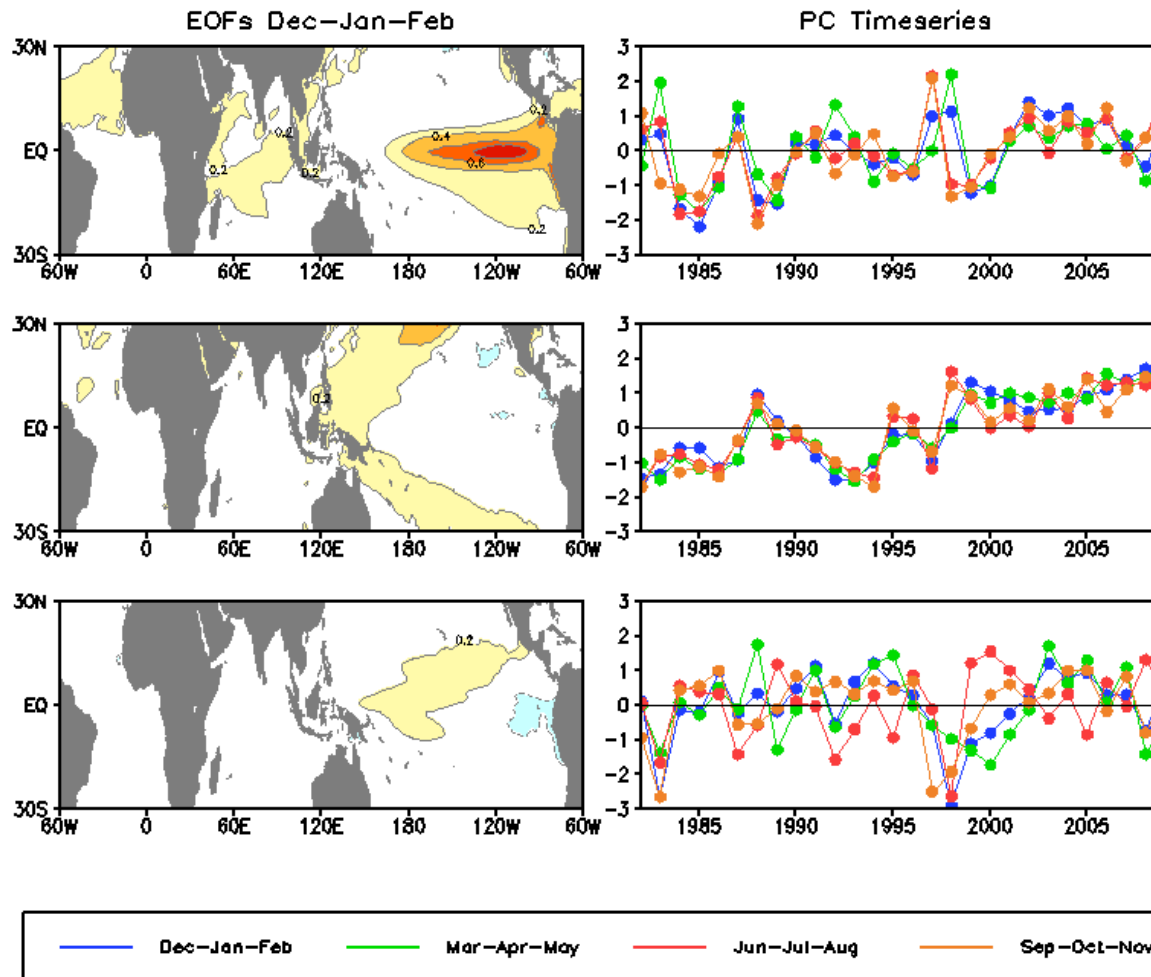 EOFs Dec-Jan-Feb
PC Timeseries
30N
EQ
30S
60W 0 60E 120E 180 120W 60W
0.2
0.4
0.2
0.6
0.2
0.2
0.2
3
2
1
0
-1
-2
-3
1985 1990 1995 2000 2005
30N
EQ
30S
60W 0 60E 120E 180 120W 60W
0.2
3
2
1
0
-1
-2
-3
1985 1990 1995 2000 2005
30N
EQ
30S
60W 0 60E 120E 180 120W 60W
0.2
3
2
1
0
-1
-2
-3
1985 1990 1995 2000 2005
Dec-Jan-Feb Mar-Apr-May Jun-Jul-Aug Sep-Oct-Nov